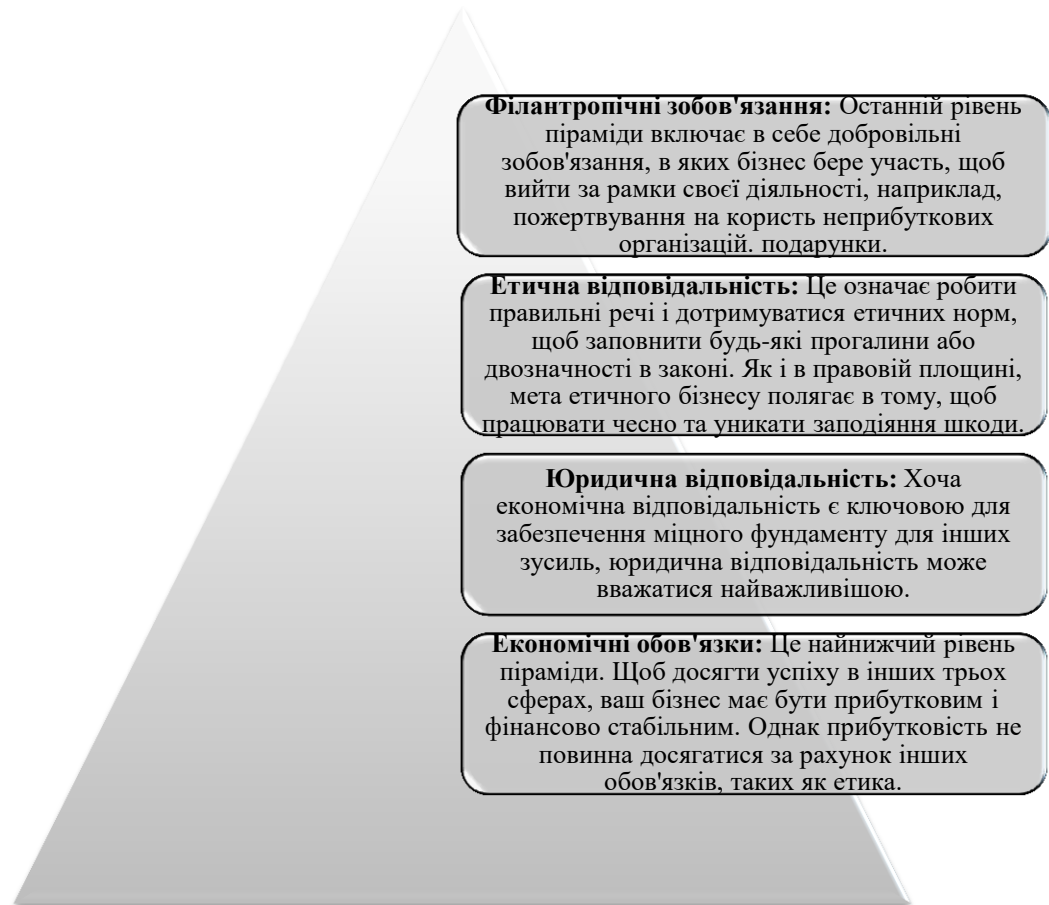 Філантропічні зобов'язання: Останній рівень
піраміди включає в себе добровільні
зобов'язання, в яких бізнес бере участь, щоб
вийти за рамки своєї діяльності, наприклад,
пожертвування на користь неприбуткових
організацій. подарунки.
Етична відповідальність: Це означає робити
правильні речі і дотримуватися етичних норм,
щоб заповнити будь-які прогалини або
двозначності в законі. Як і в правовій площині,
мета етичного бізнесу полягає в тому, щоб
працювати чесно та уникати заподіяння шкоди.
Юридична відповідальність: Хоча
економічна відповідальність є ключовою для
забезпечення міцного фундаменту для інших
зусиль, юридична відповідальність може
вважатися найважливішою.
Економічні обов'язки: Це найнижчий рівень
піраміди. Щоб досягти успіху в інших трьох
сферах, ваш бізнес має бути прибутковим і
фінансово стабільним. Однак прибутковість не
повинна досягатися за рахунок інших
обов'язків, таких як етика.